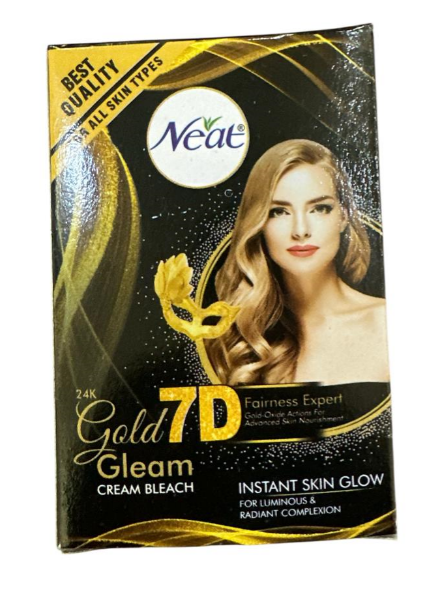 BEST
QUALITY
ALL SKIN TYPES
Neat®
24K
Gold 7D
Gleam
CREAM BLEACH
Fairness Expert
Gold-Oxide Actions For
Advanced Skin Nourishment
INSTANT SKIN GLOW
FOR LUMINOUS &
RADIANT COMPLEXION